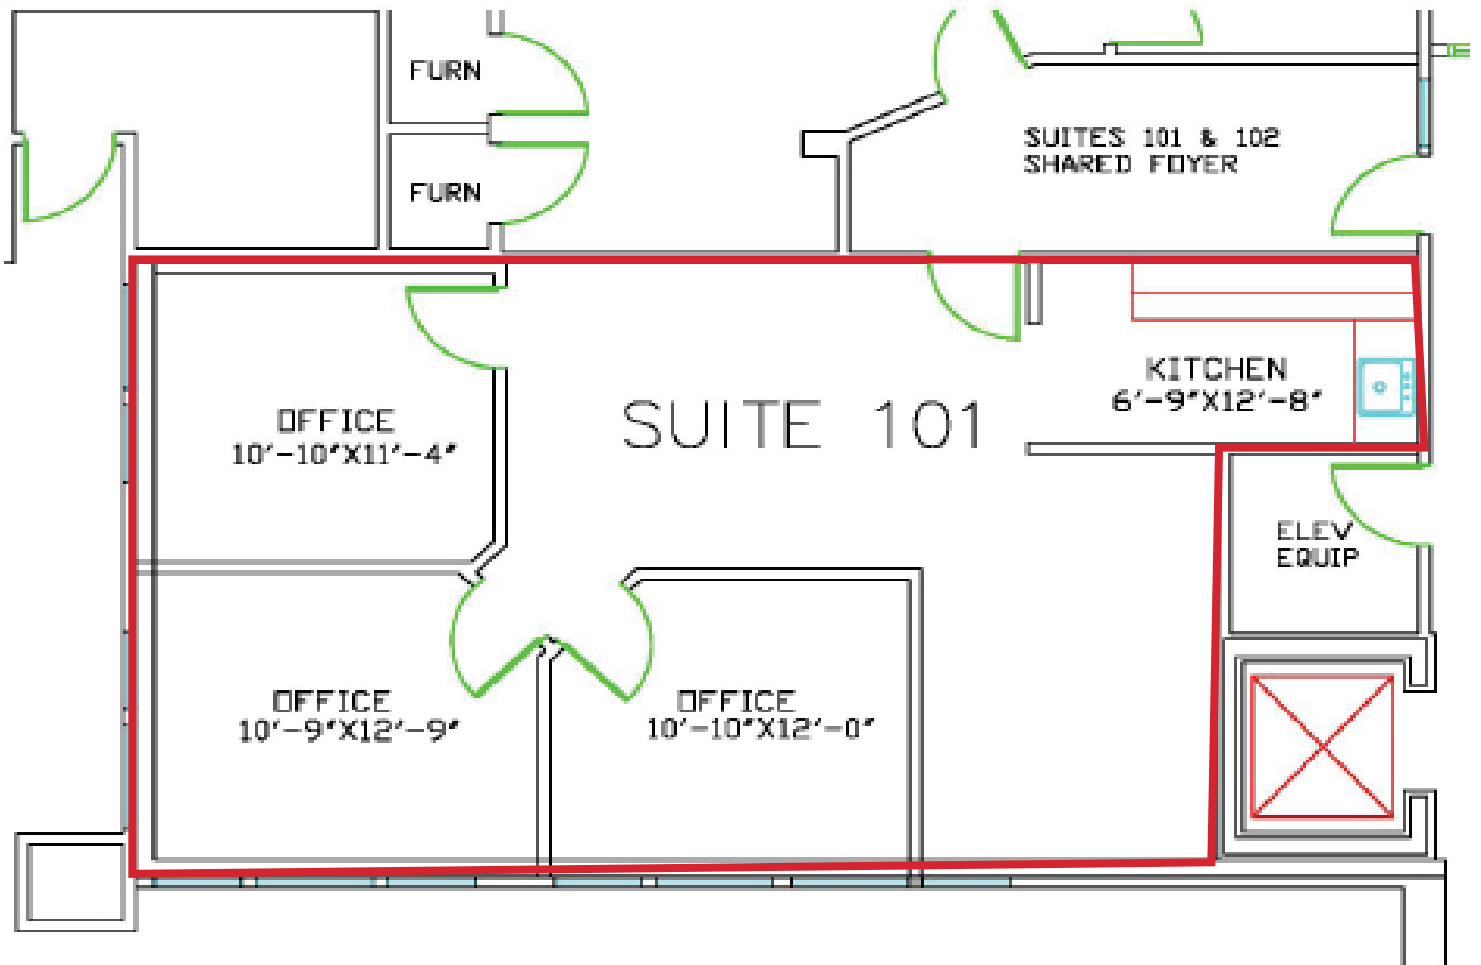 FURN
SUITES 101 & 102
SHARED FOYER
FURN
KITCHEN
6'-9"X12'-8"
OFFICE
10'-10"X11'-4"
SUITE 101
ELEV
EQUIP
OFFICE
10'-9"X12'-9"
OFFICE
10'-10"X12'-0"